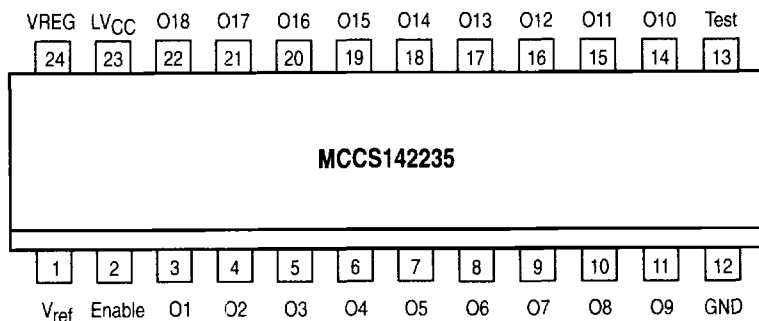 VREG LVCC O18 O17 O16 O15 O14 O13 O12 O11 O10 Test
24 23 22 21 20 19 18 17 16 15 14 13
MCCS142235
1 2 3 4 5 6 7 8 9 10 11 12
Vref Enable O1 O2 O3 O4 O5 O6 O7 O8 O9 GND